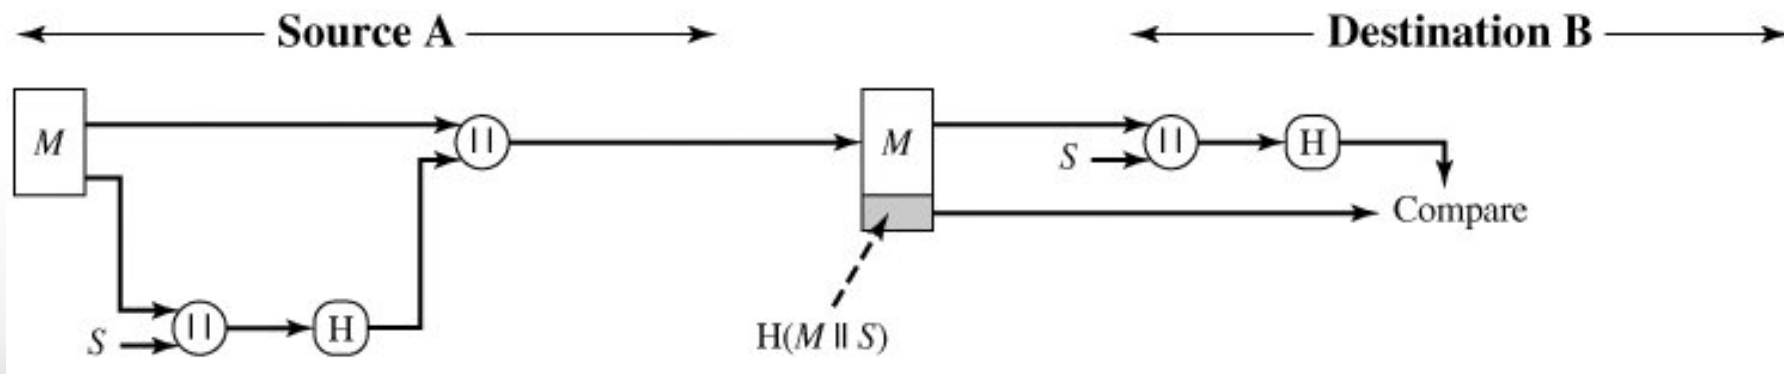 Source A
Destination B
M
||
M
S
||
H
Compare
S
||
H
H(M || S)